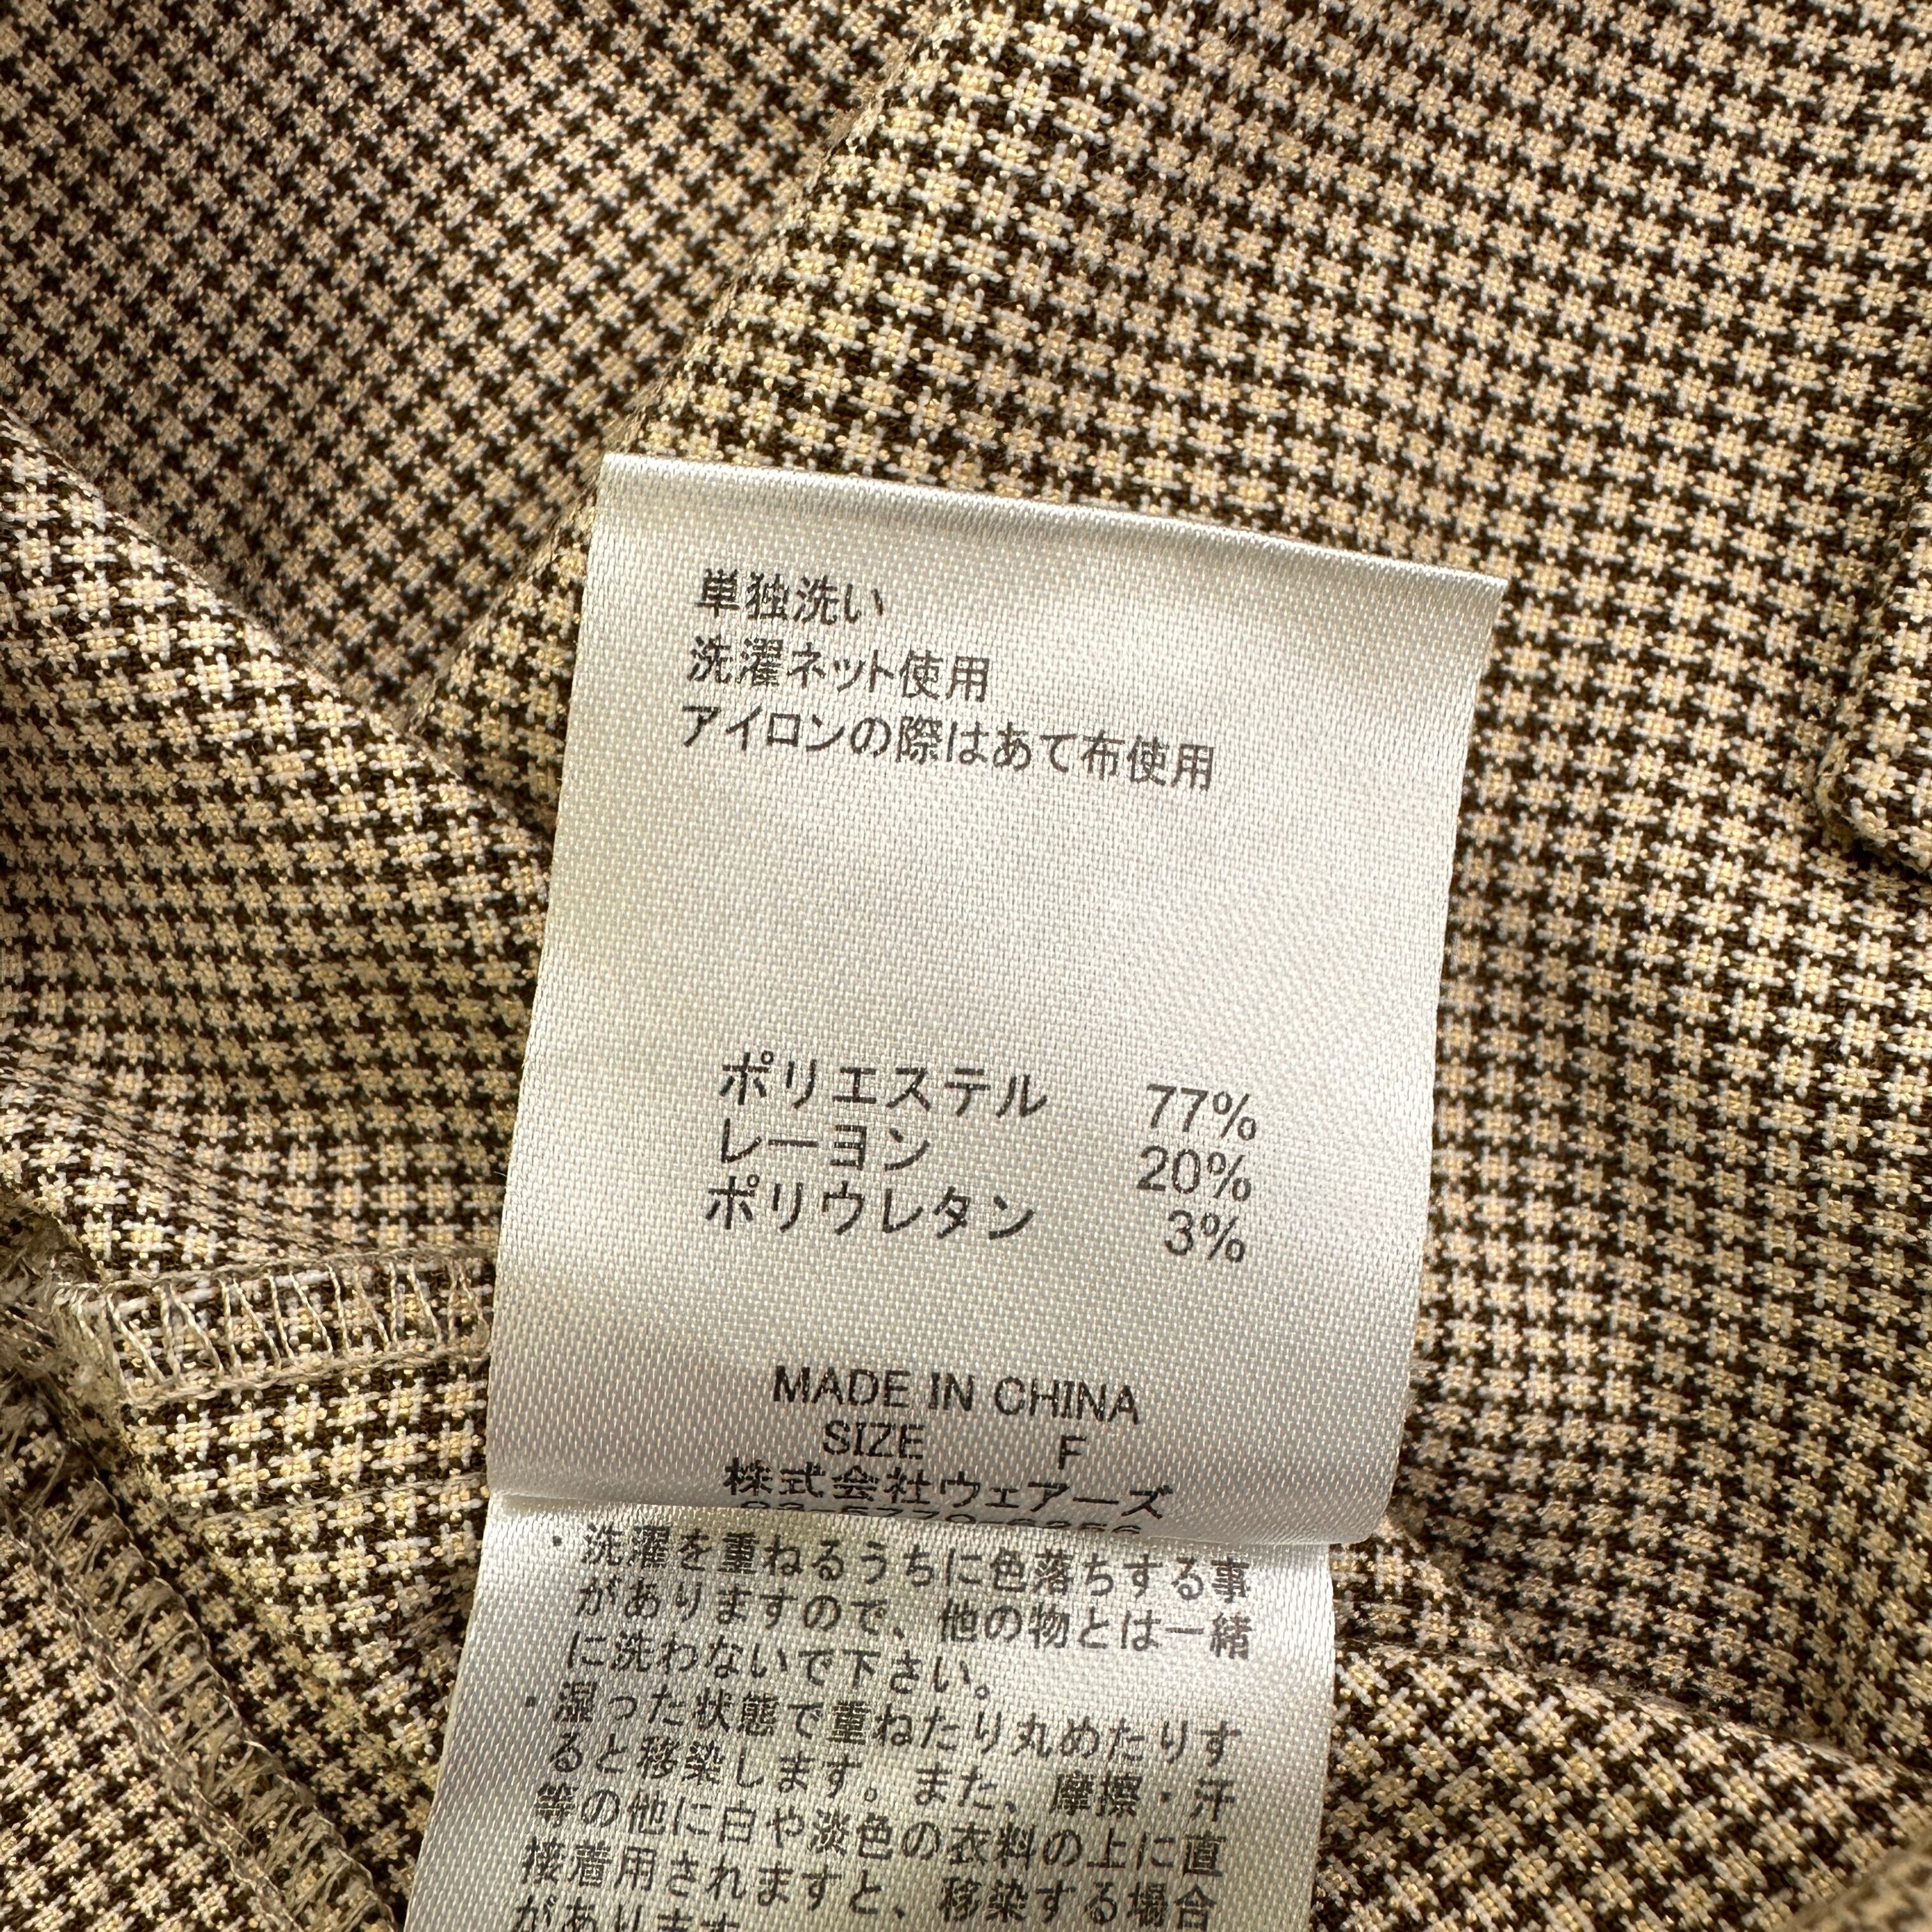 単独洗い
洗濯ネット使用
アイロンの際はあて布使用
ポリエステル 77%
レーヨン 20%
ポリウレタン 3%
MADE IN CHINA
SIZE F
株式会社ウェアーズ
・洗濯を重ねるうちに色落ちする事
がありますので、他の物とは一緒
に洗わないで下さい。
・湿った状態で重ねたり丸めたりす
ると移染します。また、摩擦・汗
等の他に白や淡色の衣料の上に直
接着用されますと、移染する場合
があります